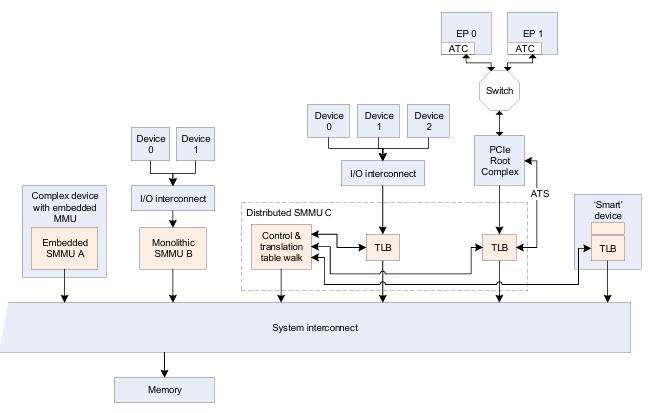 EP 0
EP 1
ATC
ATC
Switch
Device
0
Device
1
Device
2
Device
0
Device
1
PCIe
Root
Complex
I/O interconnect
I/O interconnect
ATS
Complex device
with embedded
MMU
Embedded
SMMU A
Monolithic
SMMU B
Distributed SMMU C
Control &
translation
table walk
TLB
TLB
'Smart'
device
TLB
System interconnect
Memory